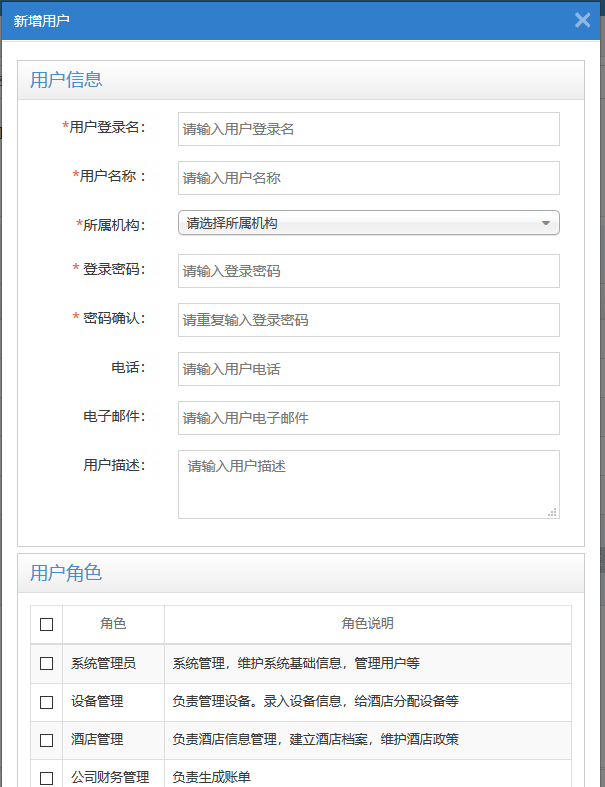 新增用户
用户信息
*用户登录名：
请输入用户登录名
*用户名称 ：
请输入用户名称
*所属机构：
请选择所属机构
* 登录密码：
请输入登录密码
* 密码确认：
请重复输入登录密码
电话：
请输入用户电话
电子邮件：
请输入用户电子邮件
用户描述：
请输入用户描述
用户角色
角色 角色说明
系统管理员 系统管理，维护系统基础信息，管理用户等
设备管理 负责管理设备。录入设备信息，给酒店分配设备等
酒店管理 负责酒店信息管理，建立酒店档案，维护酒店政策
公司财务管理 负责生成账单